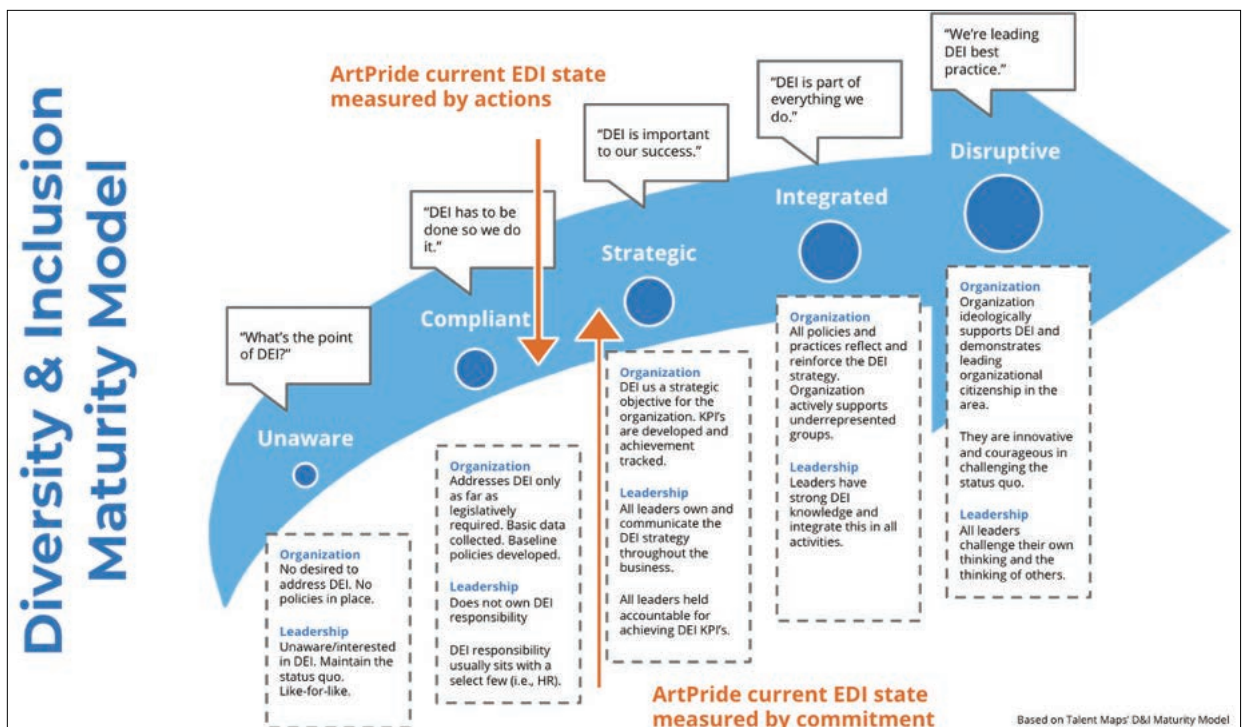 Diversity & Inclusion
Maturity Model
ArtPride current EDI state
measured by actions
“What’s the point
of DEI?”
Unaware
Organization
No desired to
address DEI. No
policies in place.
Leadership
Unaware/interested
in DEI. Maintain the
status quo.
Like-for-like.
“DEI has to be
done so we do
it.”
Compliant
Organization
Addresses DEI only
as far as
legislatively
required. Basic data
collected. Baseline
policies developed.
Leadership
Does not own DEI
responsibility
DEI responsibility
usually sits with a
select few (i.e., HR).
“DEI is important
to our success.”
Strategic
Organization
DEI us a strategic
objective for the
organization. KPI’s
are developed and
achievement
tracked.
Leadership
All leaders own and
communicate the
DEI strategy
throughout the
business.
All leaders held
accountable for
achieving DEI KPI’s.
“DEI is part of
everything we
do.”
Integrated
Organization
All policies and
practices reflect and
reinforce the DEI
strategy.
Organization
actively supports
underrepresented
groups.
Leadership
Leaders have
strong DEI
knowledge and
integrate this in all
activities.
“We’re leading
DEI best
practice.”
Disruptive
Organization
Organization
ideologically
supports DEI and
demonstrates
leading
organizational
citizenship in the
area.
They are innovative
and courageous in
challenging the
status quo.
Leadership
All leaders
challenge their own
thinking and the
thinking of others.
ArtPride current EDI state
measured by commitment
Based on Talent Maps’ D&I Maturity Model